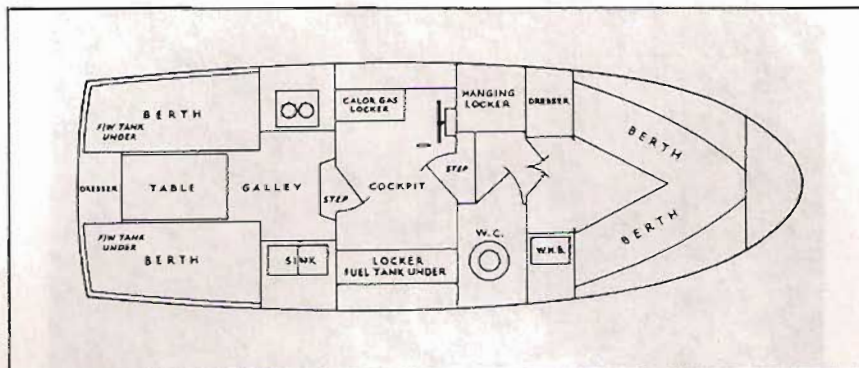 BERTH
F/W TANK
UNDER
DRESSER
TABLE
GALLEY
STEP
F/W TANK
UNDER
BERTH
SINK
CALOR GAS
LOCKER
COCKPIT
LOCKER
FUEL TANK UNDER
HANGING
LOCKER
STEP
W.C.
DRESSER
W.H.B.
BERTH
BERTH